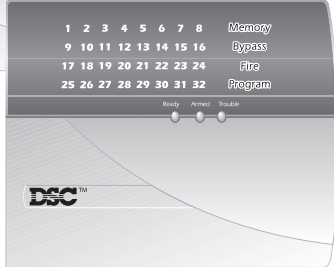 1 2 3 4 5 6 7 8 Memory
9 10 11 12 13 14 15 16 Bypass
17 18 19 20 21 22 23 24 Fire
25 26 27 28 29 30 31 32 Program
Ready Armed Trouble
DSC™